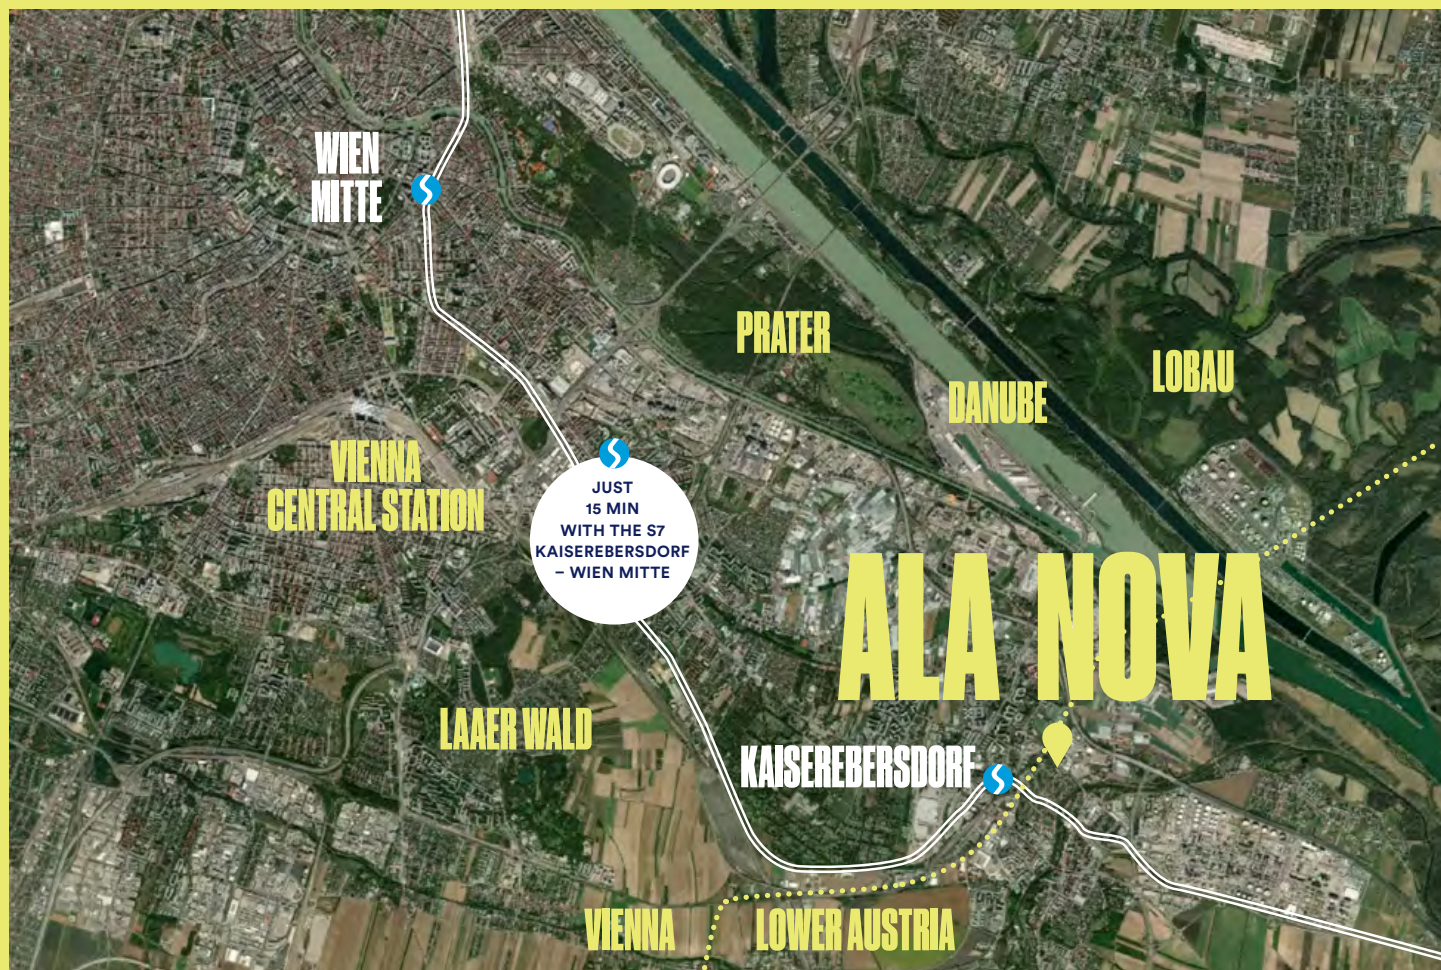 WIEN
MITTE
PRATER
LOBAU
DANUBE
VIENNA
CENTRAL STATION
JUST
15 MIN
WITH THE S7
KAISEREBERSDORF
– WIEN MITTE
ALA NOVA
LAAER WALD
KAISEREBERSDORF
VIENNA
LOWER AUSTRIA